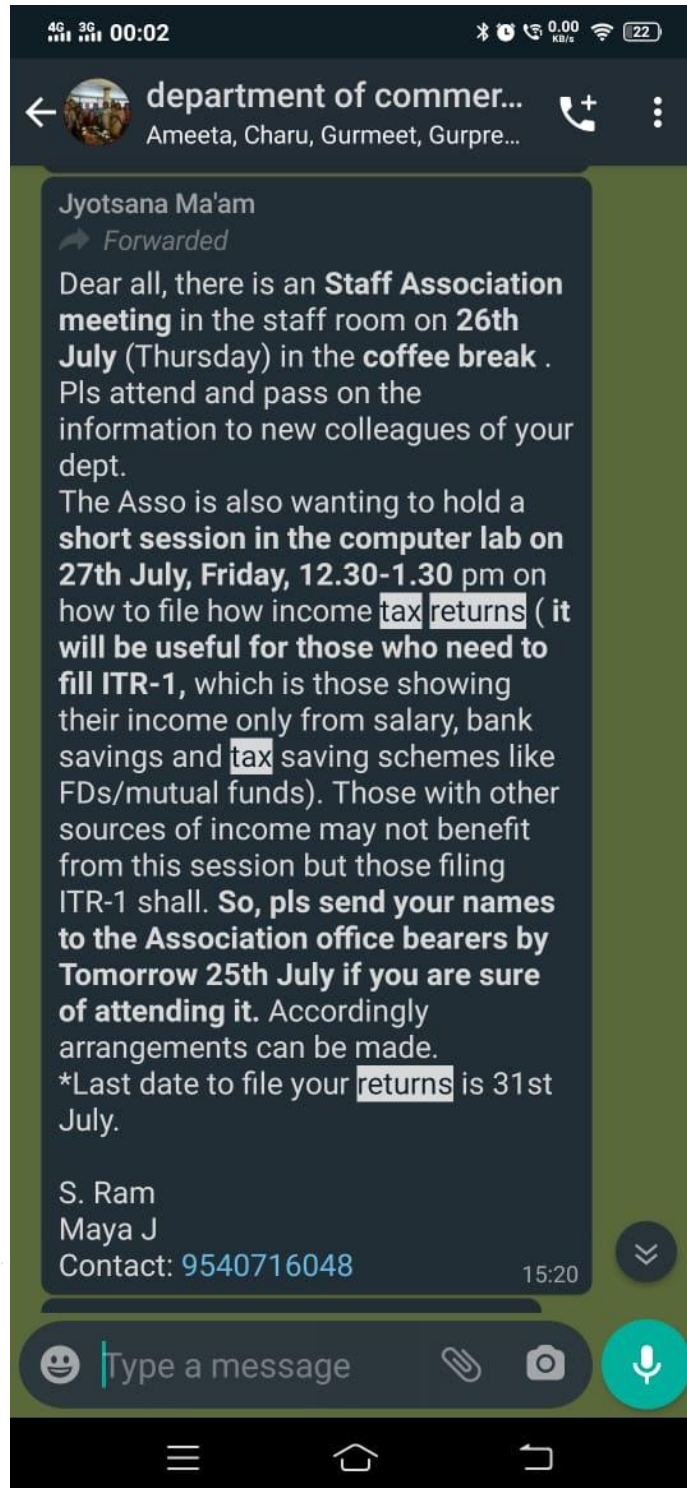 4G 3G 00:02 0.00 KB/s 22
department of commer...
Ameeta, Charu, Gurmeet, Gurpre...
Jyotsana Ma'am
Forwarded
Dear all, there is an Staff Association
meeting in the staff room on 26th
July (Thursday) in the coffee break .
Pls attend and pass on the
information to new colleagues of your
dept.
The Asso is also wanting to hold a
short session in the computer lab on
27th July, Friday, 12.30-1.30 pm on
how to file how income tax returns ( it
will be useful for those who need to
fill ITR-1, which is those showing
their income only from salary, bank
savings and tax saving schemes like
FDs/mutual funds). Those with other
sources of income may not benefit
from this session but those filing
ITR-1 shall. So, pls send your names
to the Association office bearers by
Tomorrow 25th July if you are sure
of attending it. Accordingly
arrangements can be made.
*Last date to file your returns is 31st
July.
S. Ram
Maya J
Contact: 9540716048 15:20
Type a message